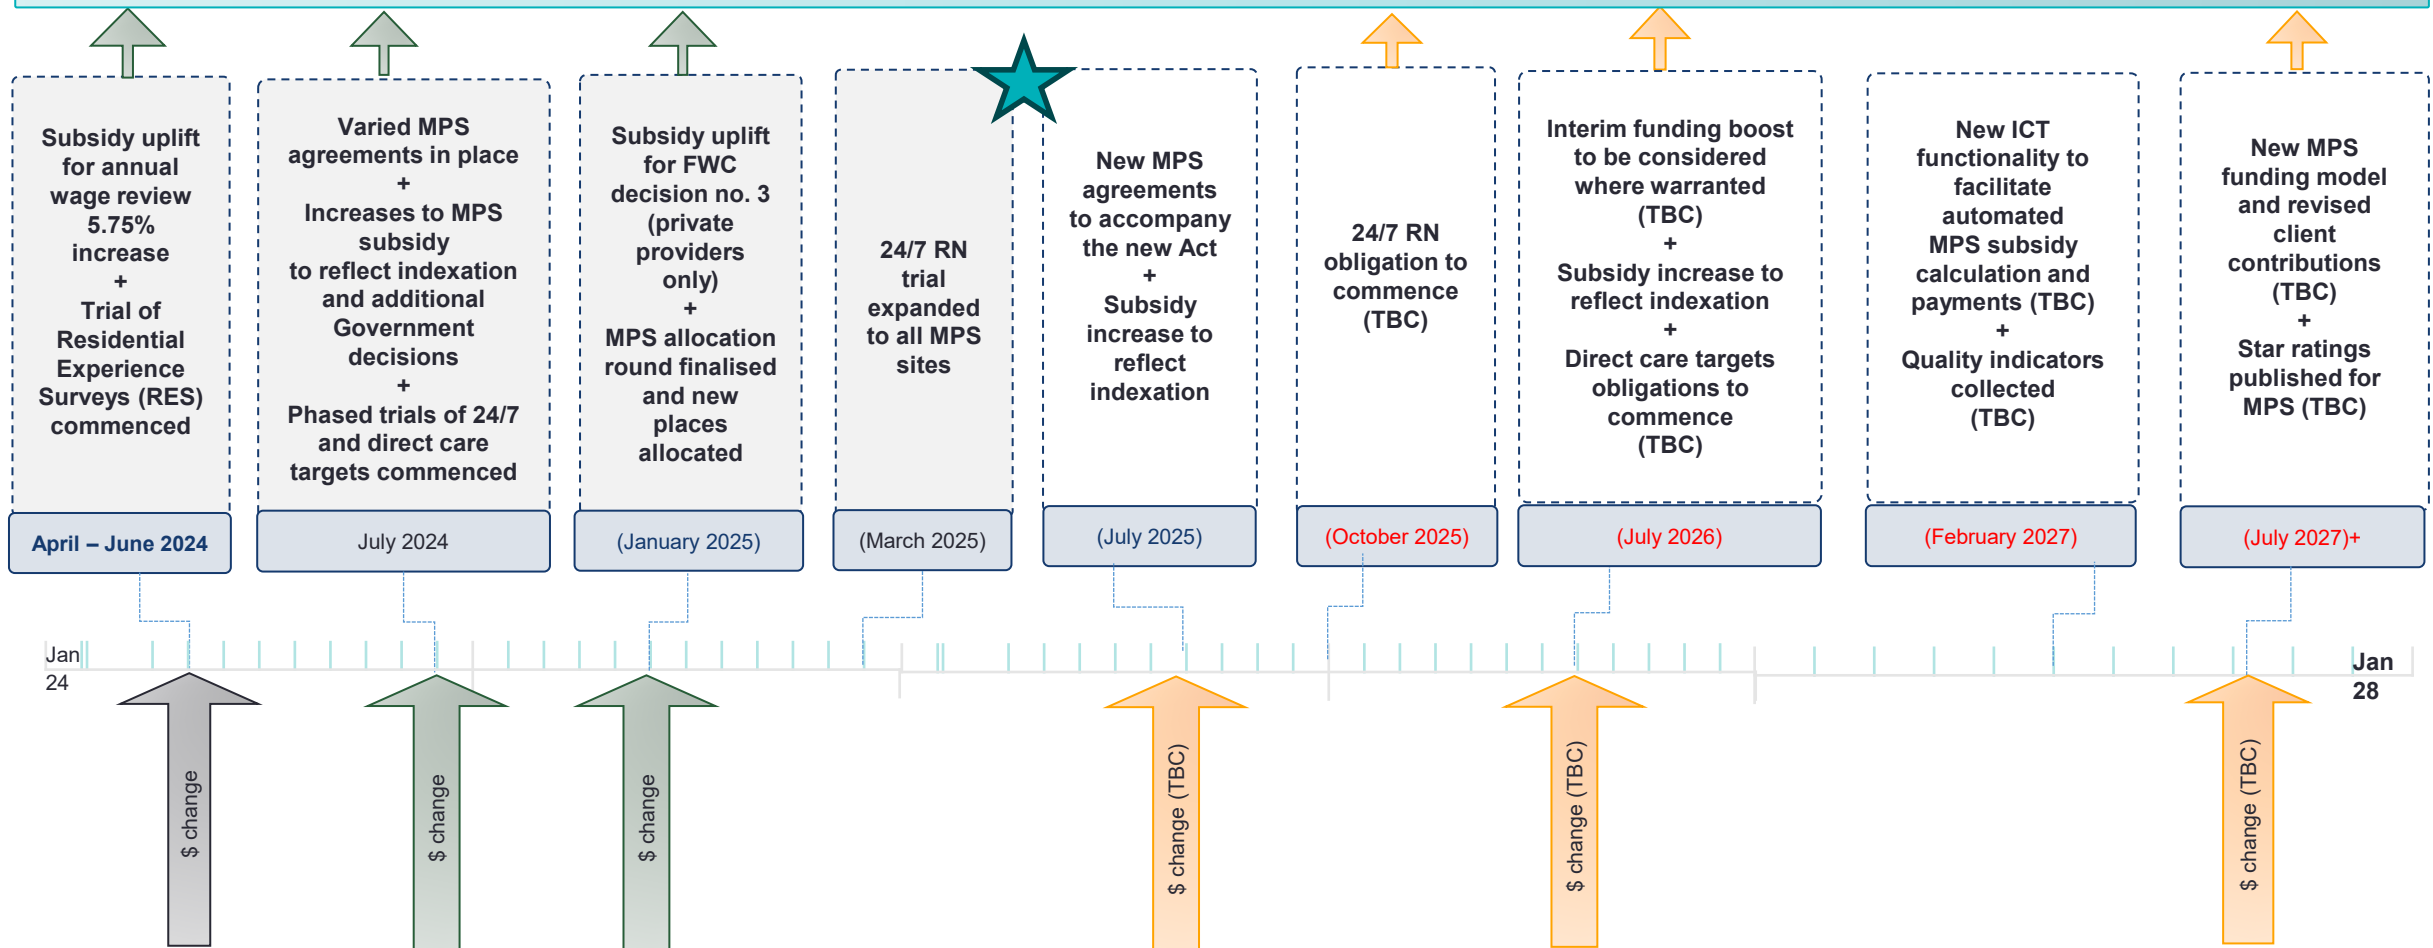 Subsidy uplift
for annual
wage review
5.75%
increase
+
Trial of
Residential
Experience
Surveys (RES)
commenced
April – June 2024
Varied MPS
agreements in place
+
Increases to MPS
subsidy
to reflect indexation
and additional
Government
decisions
+
Phased trials of 24/7
and direct care
targets commenced
July 2024
Subsidy uplift
for FWC
decision no. 3
(private
providers
only)
+
MPS allocation
round finalised
and new
places
allocated
(January 2025)
24/7 RN
trial
expanded
to all MPS
sites
(March 2025)
New MPS
agreements
to accompany
the new Act
+
Subsidy
increase to
reflect
indexation
(July 2025)
24/7 RN
obligation to
commence
(TBC)
(October 2025)
Interim funding boost
to be considered
where warranted
(TBC)
+
Subsidy increase to
reflect indexation
+
Direct care targets
obligations to
commence
(TBC)
(July 2026)
New ICT
functionality to
facilitate
automated
MPS subsidy
calculation and
payments (TBC)
+
Quality indicators
collected
(TBC)
(February 2027)
New MPS
funding model
and revised
client
contributions
(TBC)
+
Star ratings
published for
MPS (TBC)
(July 2027)+
Jan
24
Jan
28
$ change
$ change
$ change
$ change (TBC)
$ change (TBC)
$ change (TBC)